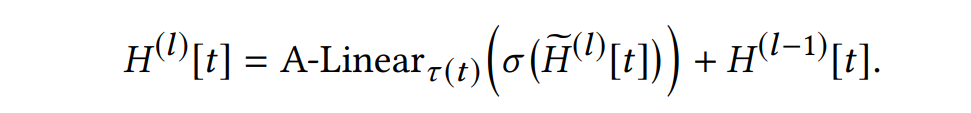 H^{(l)}[t] = A-Linear_{τ(t)}(σ(H̃^{(l)}[t])) + H^{(l−1)}[t].